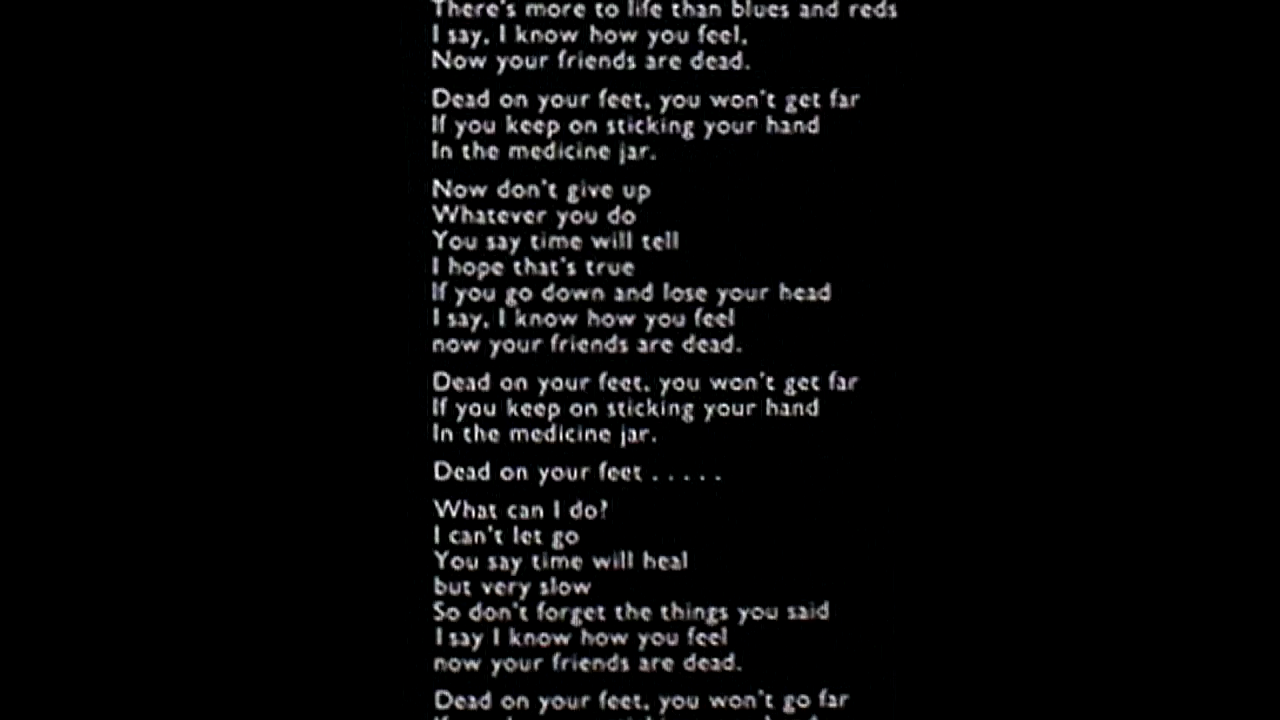 There's more to life than blues and reds
I say, I know how you feel,
Now your friends are dead.
Dead on your feet, you won't get far
If you keep on sticking your hand
In the medicine jar.
Now don't give up
Whatever you do
You say time will tell
I hope that's true
If you go down and lose your head
I say, I know how you feel
now your friends are dead.
Dead on your feet, you won't get far
If you keep on sticking your hand
In the medicine jar.
Dead on your feet . . . . .
What can I do?
I can't let go
You say time will heal
but very slow
So don't forget the things you said
I say I know how you feel
now your friends are dead.
Dead on your feet, you won't go far